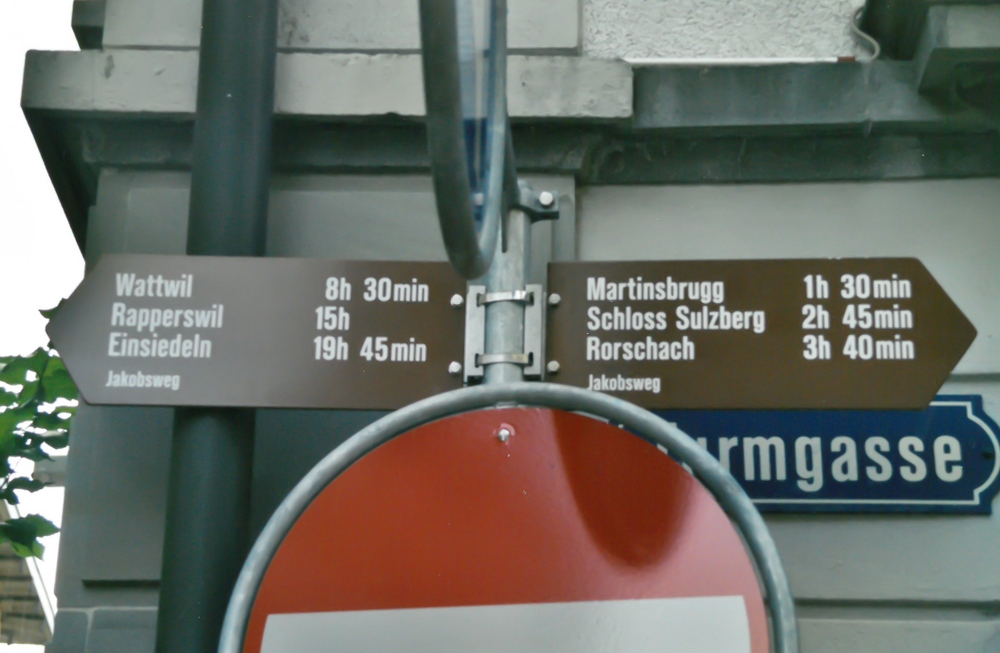 Wattwil 8h 30min
Rapperswil 15h
Einsiedeln 19h 45min
Jakobsweg
Martinsbrugg 1h 30min
Schloss Sulzberg 2h 45min
Rorschach 3h 40min
Jakobsweg